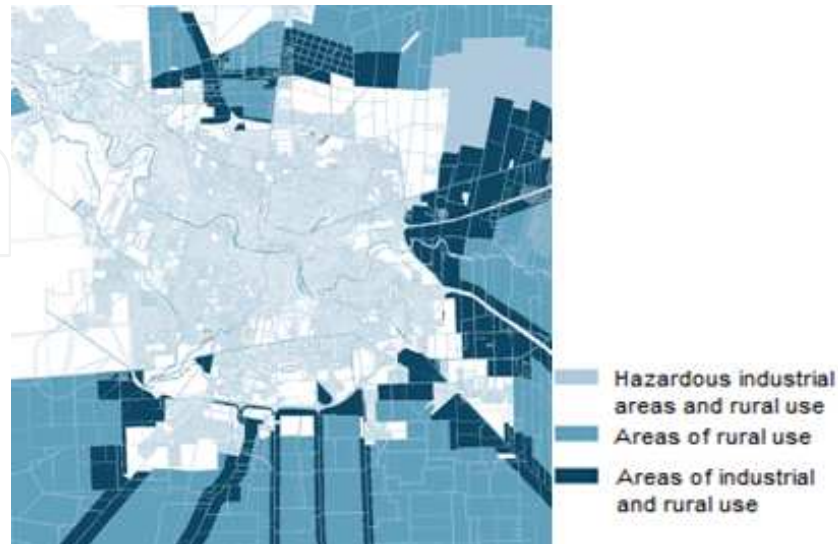 Hazardous industrial
areas and rural use
Areas of rural use
Areas of industrial
and rural use